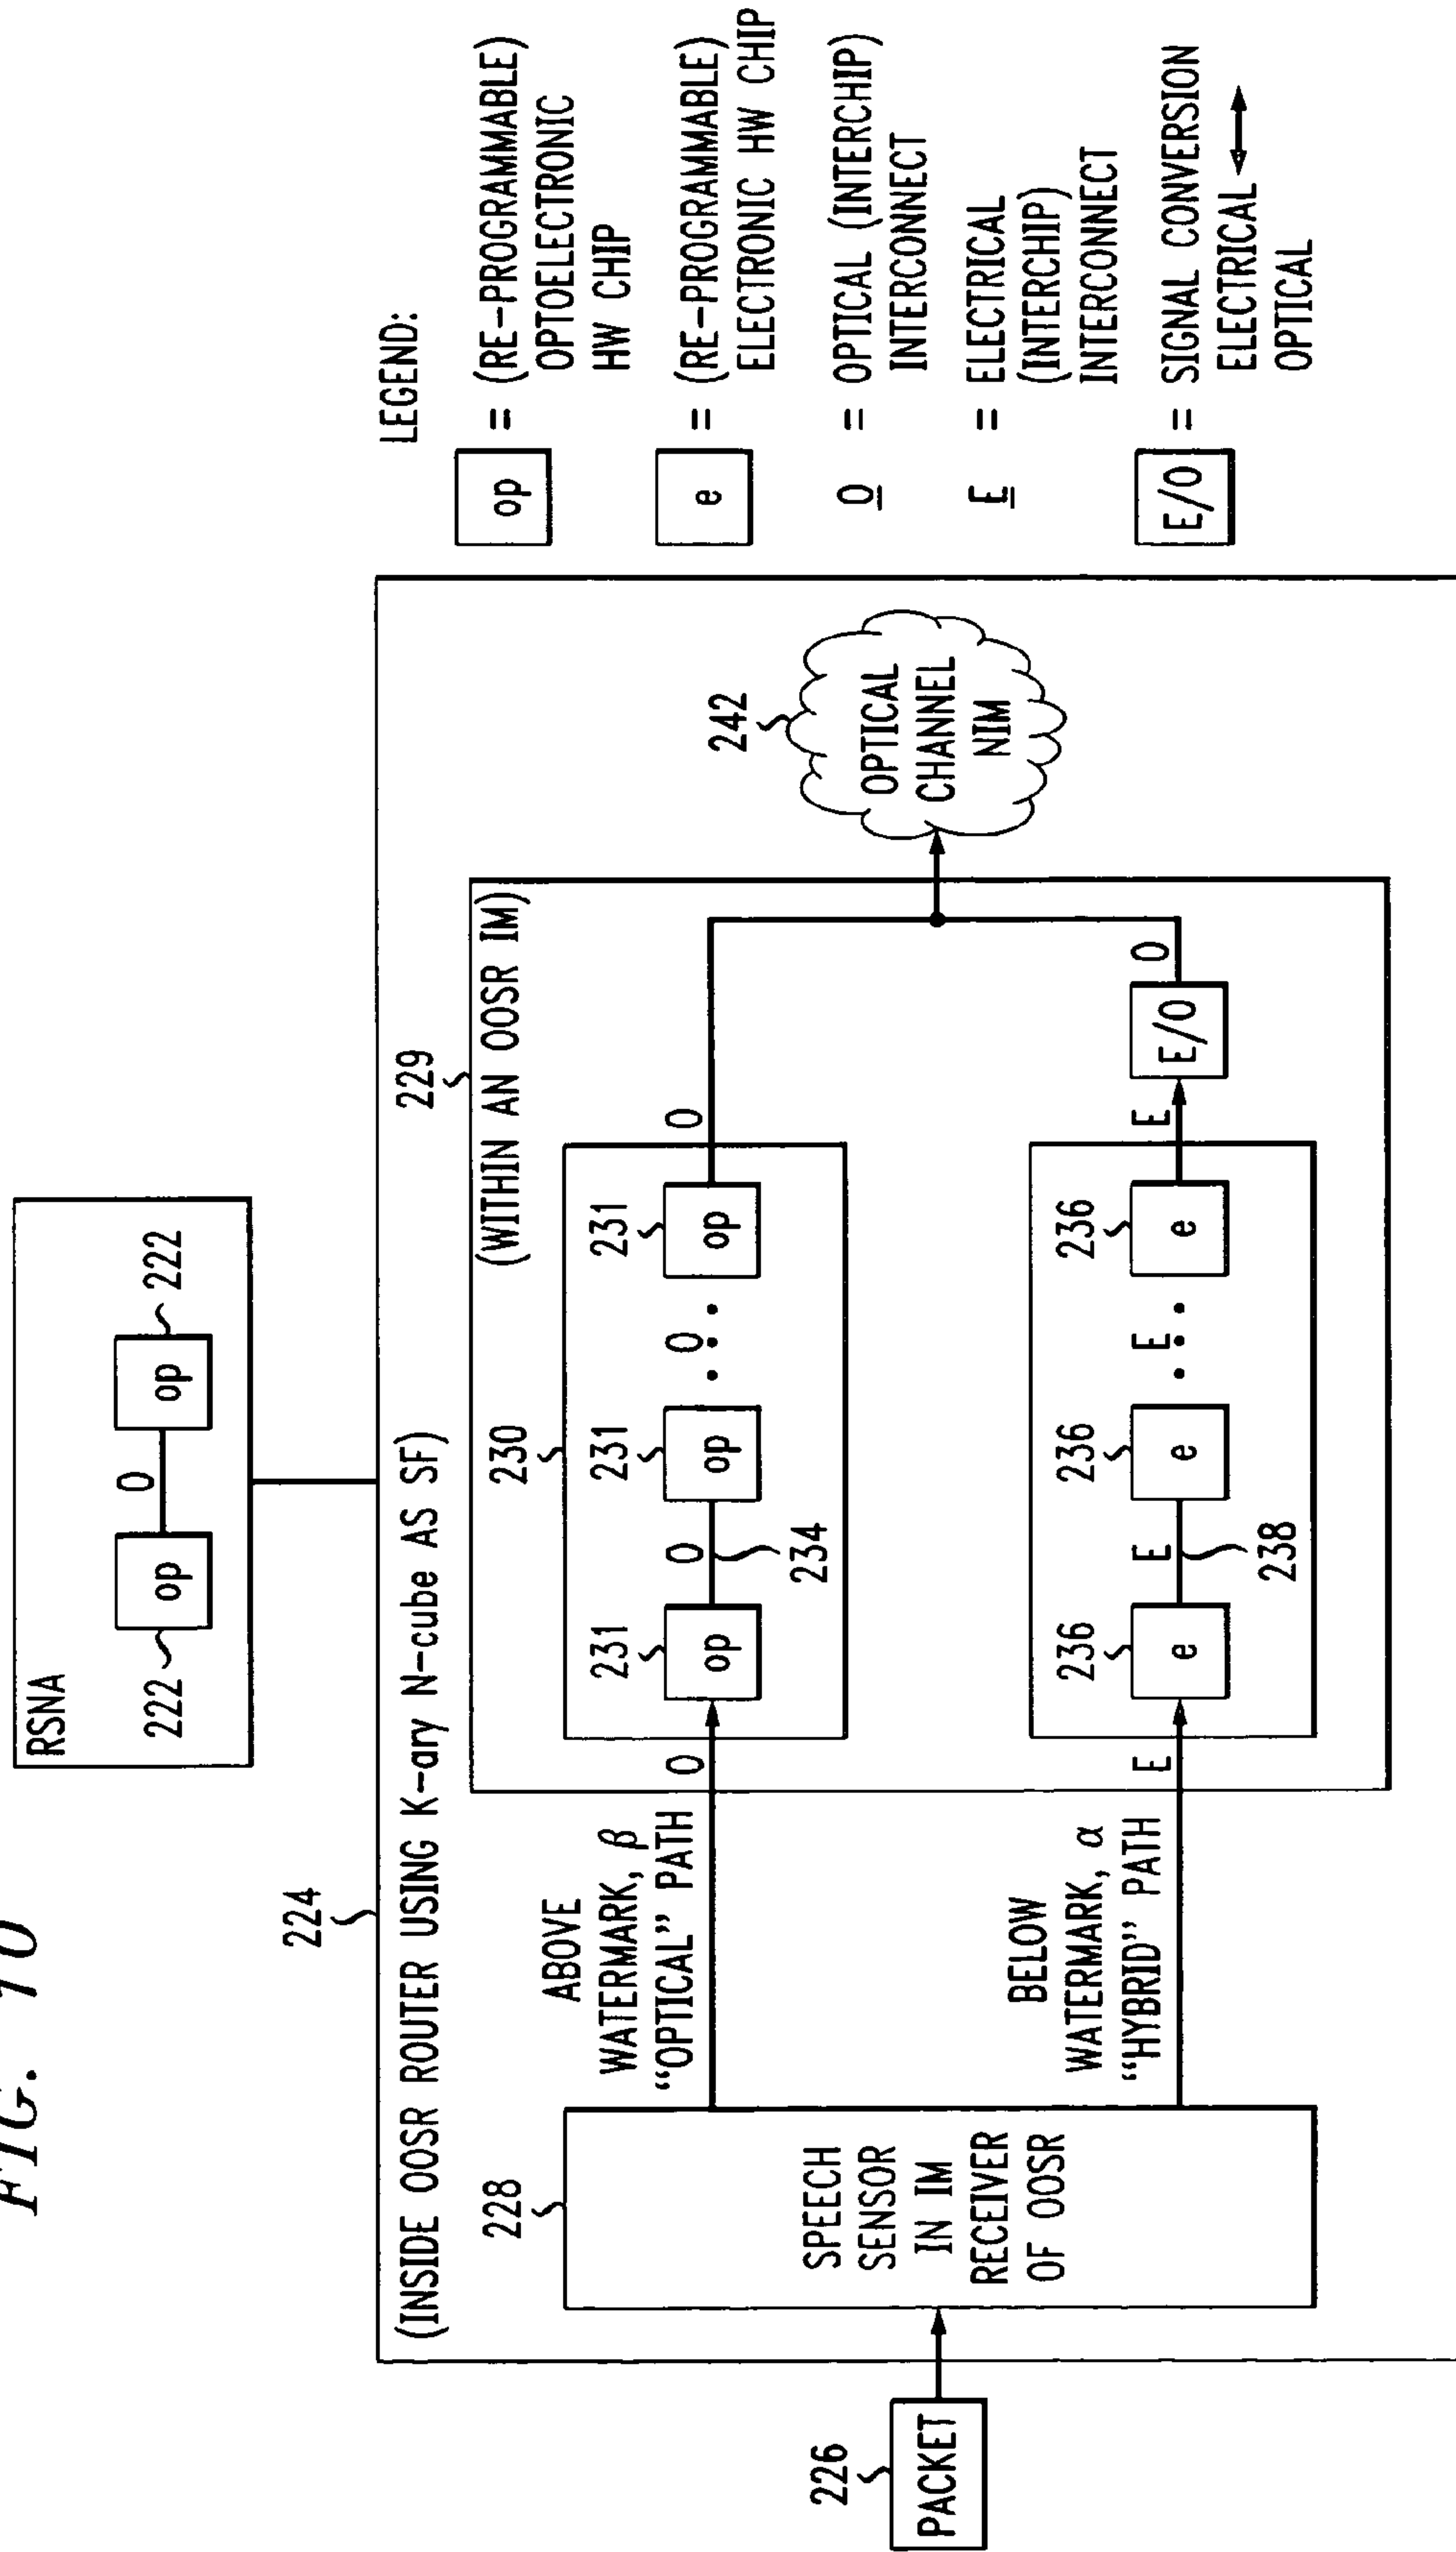 FIG. 10
RSNA
222
op
O
op
222
224
(INSIDE OOSR ROUTER USING K-ary N-cube AS SF)
226
PACKET
228
SPEECH
SENSOR
IN IM
RECEIVER
OF OOSR
ABOVE
WATERMARK, β
"OPTICAL" PATH
BELOW
WATERMARK, α
"HYBRID" PATH
229
(WITHIN AN OOSR IM)
230
O
231
op
O
234
231
op
O
231
op
O
E
236
e
E
238
236
e
E
236
e
E
E/O
O
242
OPTICAL
CHANNEL
NIM
LEGEND:
op = (RE-PROGRAMMABLE)
OPTOELECTRONIC
HW CHIP
e = (RE-PROGRAMABLE)
ELECTRONIC HW CHIP
O = OPTICAL (INTERCHIP)
INTERCONNECT
E = ELECTRICAL
(INTERCHIP)
INTERCONNECT
E/O = SIGNAL CONVERSION
ELECTRICAL ↔
OPTICAL